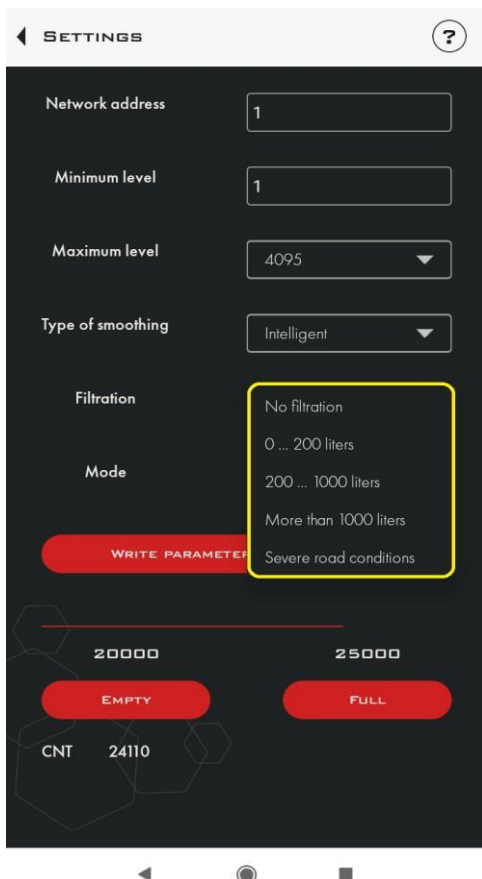 SETTINGS ?
Network address 1
Minimum level 1
Maximum level 4095
Type of smoothing Intelligent
Filtration No filtration
0 ... 200 liters
Mode 200 ... 1000 liters
More than 1000 liters
WRITE PARAMETER Severe road conditions
20000 25000
EMPTY FULL
CNT 24110